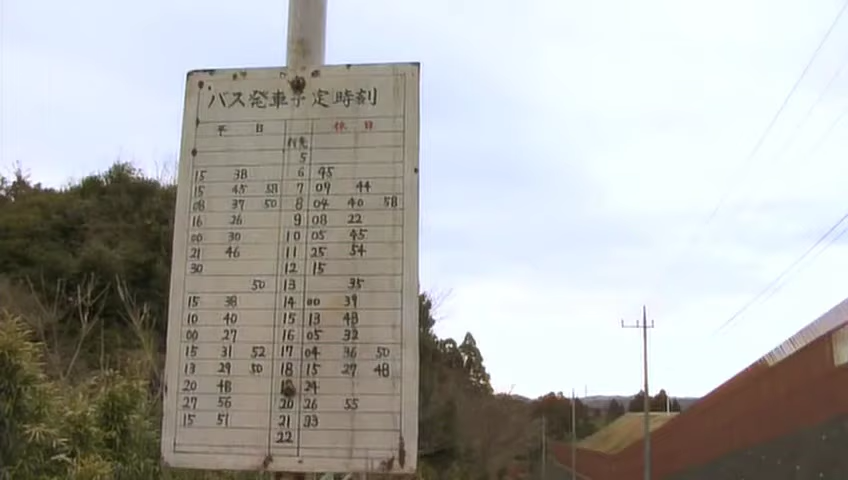 バス発車予定時刻
平 日 休 日
行先
5
15 38 6 45
15 45 58 7 09 44
08 37 50 8 04 40 58
16 26 9 08 22
00 30 10 05 45
21 46 11 25 54
30 12 15
50 13 35
15 38 14 00 39
10 40 15 13 48
00 27 16 05 32
15 31 52 17 04 36 50
13 29 50 18 15 27 48
20 48 19 24
27 56 20 26 55
15 51 21 33
22